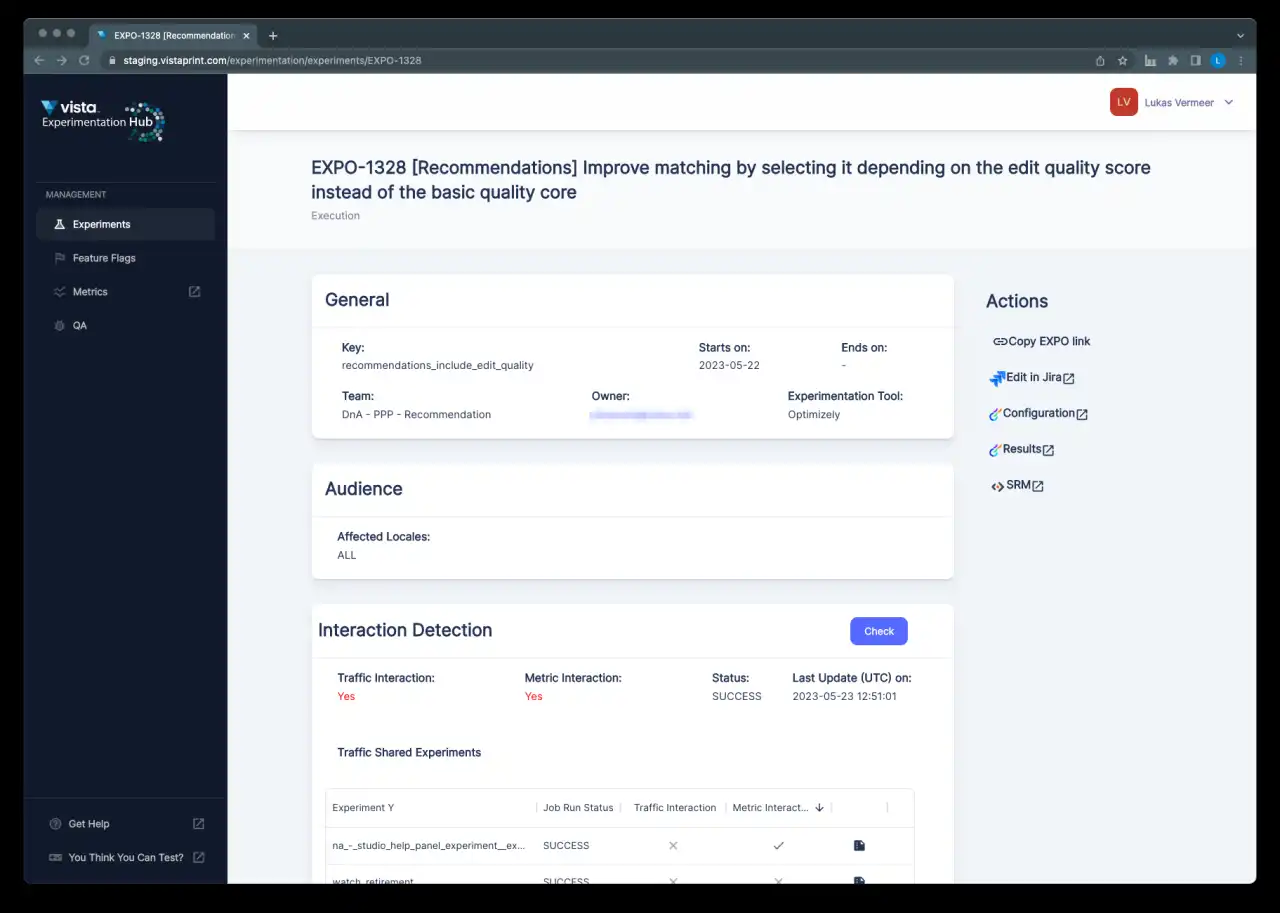 EXPO-1328 [Recommendation
staging.vistaprint.com/experimentation/experiments/EXPO-1328
L
vista
Experimentation Hub
LV Lukas Vermeer
MANAGEMENT
Experiments
Feature Flags
Metrics
QA
Get Help
You Think You Can Test?
EXPO-1328 [Recommendations] Improve matching by selecting it depending on the edit quality score
instead of the basic quality core
Execution
General
Key: Starts on: Ends on:
recommendations_include_edit_quality 2023-05-22 -
Team: Owner: Experimentation Tool:
DnA - PPP - Recommendation Optimizely
Audience
Affected Locales:
ALL
Interaction Detection Check
Traffic Interaction: Metric Interaction: Status: Last Update (UTC) on:
Yes Yes SUCCESS 2023-05-23 12:51:01
Traffic Shared Experiments
Experiment Y Job Run Status Traffic Interaction Metric Interact...
na_-_studio_help_panel_experiment__ex... SUCCESS
watch_retirement SUCCESS
Actions
Copy EXPO link
Edit in Jira
Configuration
Results
SRM